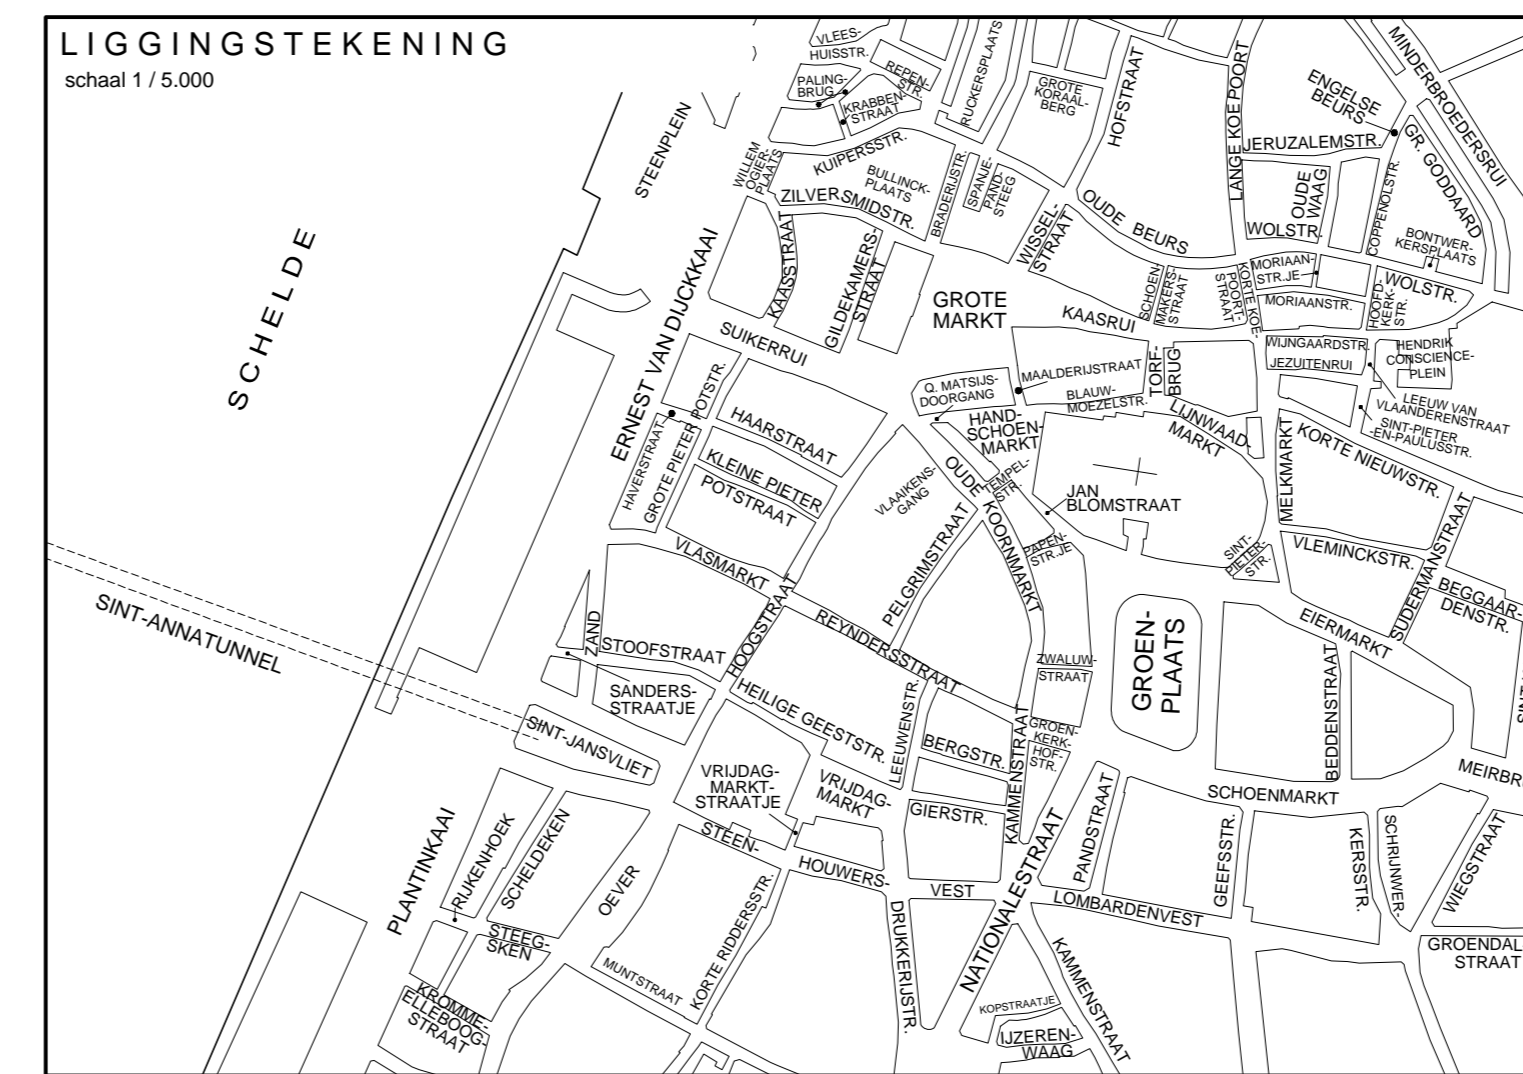 LIGGINGSTEKENING
schaal 1 / 5.000
SCHELDE
SINT-ANNATUNNEL
STEENPLEIN
ERNEST VAN DIJCKKAAI
PLANTINKAAI
VLEES-
HUISSTR.
PALING-
BRUG
REPEN-
STR.
KRABBEN-
STRAAT
RUCKERSPLAATS
GROTE
KORAAL-
BERG
HOFSTRAAT
LANGE KOE POORT
ENGELSE
BEURS
MINDERBROEDERSRUI
JERUZALEMSTR.
GR. GODDAARD
WILLEM
OGIER-
PLAATS
KUIPERSSTR.
BULLINCK-
PLAATS
ZILVERSMIDSTR.
BRADERIJSTR.
SPANJE-
PAND-
STEEG
WISSEL-
STRAAT
OUDE BEURS
OUDE
WAAG
WOLSTR.
COPPENOLSTR.
BONTWER-
KERSPLAATS
WOLSTR.
KAASSTRAAT
GILDEKAMERS-
STRAAT
SUIKERRUI
GROTE
MARKT
KAASRUI
SCHOEN-
MAKERS-
STRAAT
KORTE KOE-
POORT-
STRAAT
MORIAAN-
STR.JE
MORIAANSTR.
HOOFD-
KERK-
STR.
WIJNGAARDSTR.
JEZUITENRUI
HENDRIK
CONSCIENCE-
PLEIN
LEEUW VAN
VLAANDERENSTRAAT
SINT-PIETER
-EN-PAULUSSTR.
TORF-
BRUG
MAALDERIJSTRAAT
Q. MATSIJS-
DOORGANG
BLAUW-
MOEZELSTR.
HAND-
SCHOEN-
MARKT
LIJNWAAD-
MARKT
MELKMARKT
KORTE NIEUWSTR.
POTSTR.
HAARSTRAAT
HAVERSTRAAT
GROTE PIETER
KLEINE PIETER
POTSTRAAT
VLASMARKT
VLAAIKENS-
GANG
OUDE KOORNMARKT
TEMPEL-
STR.
JAN
BLOMSTRAAT
PAPEN-
STR.JE
PELGRIMSTRAAT
SINT-
PIETER-
STR.
VLEMINCKSTR.
SUDERMANSTRAAT
BEGGAAR-
DENSTR.
EIERMARKT
GROEN-
PLAATS
HOOGSTRAAT
REYNDERSSTRAAT
ZAND
STOOFSTRAAT
SANDERS-
STRAATJE
SINT-JANSVLIET
HEILIGE GEESTSTR.
LEEUWENSTR.
BERGSTR.
ZWALUW-
STRAAT
GROEN-
KERK-
HOF-
STR.
KAMMENSTRAAT
BEDDENSTRAAT
MEIRBR
VRIJDAG-
MARKT-
STRAATJE
VRIJDAG-
MARKT
GIERSTR.
STEEN-
HOUWERS-
VEST
SCHOENMARKT
PANDSTRAAT
GEEFSSTR.
KERSSTR.
SCHRIJNWER-
WIEGSTRAAT
RIJKENHOEK
SCHELDEKEN
OEVER
STEEG-
SKEN
KROMME-
ELLEBOOG-
STRAAT
MUNTSTRAAT
KORTE RIDDERSSTR.
DRUKKERIJSTR.
NATIONALESTRAAT
LOMBARDENVEST
KAMMENSTRAAT
KOPSTRAATJE
IJZEREN-
WAAG
GROENDAL
STRAAT